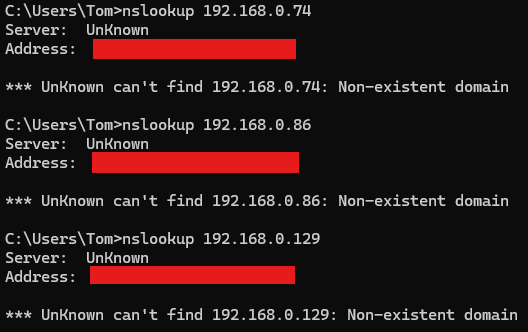 C:\Users\Tom>nslookup 192.168.0.74
Server:  UnKnown
Address:
*** UnKnown can't find 192.168.0.74: Non-existent domain
C:\Users\Tom>nslookup 192.168.0.86
Server:  UnKnown
Address:
*** UnKnown can't find 192.168.0.86: Non-existent domain
C:\Users\Tom>nslookup 192.168.0.129
Server:  UnKnown
Address:
*** UnKnown can't find 192.168.0.129: Non-existent domain